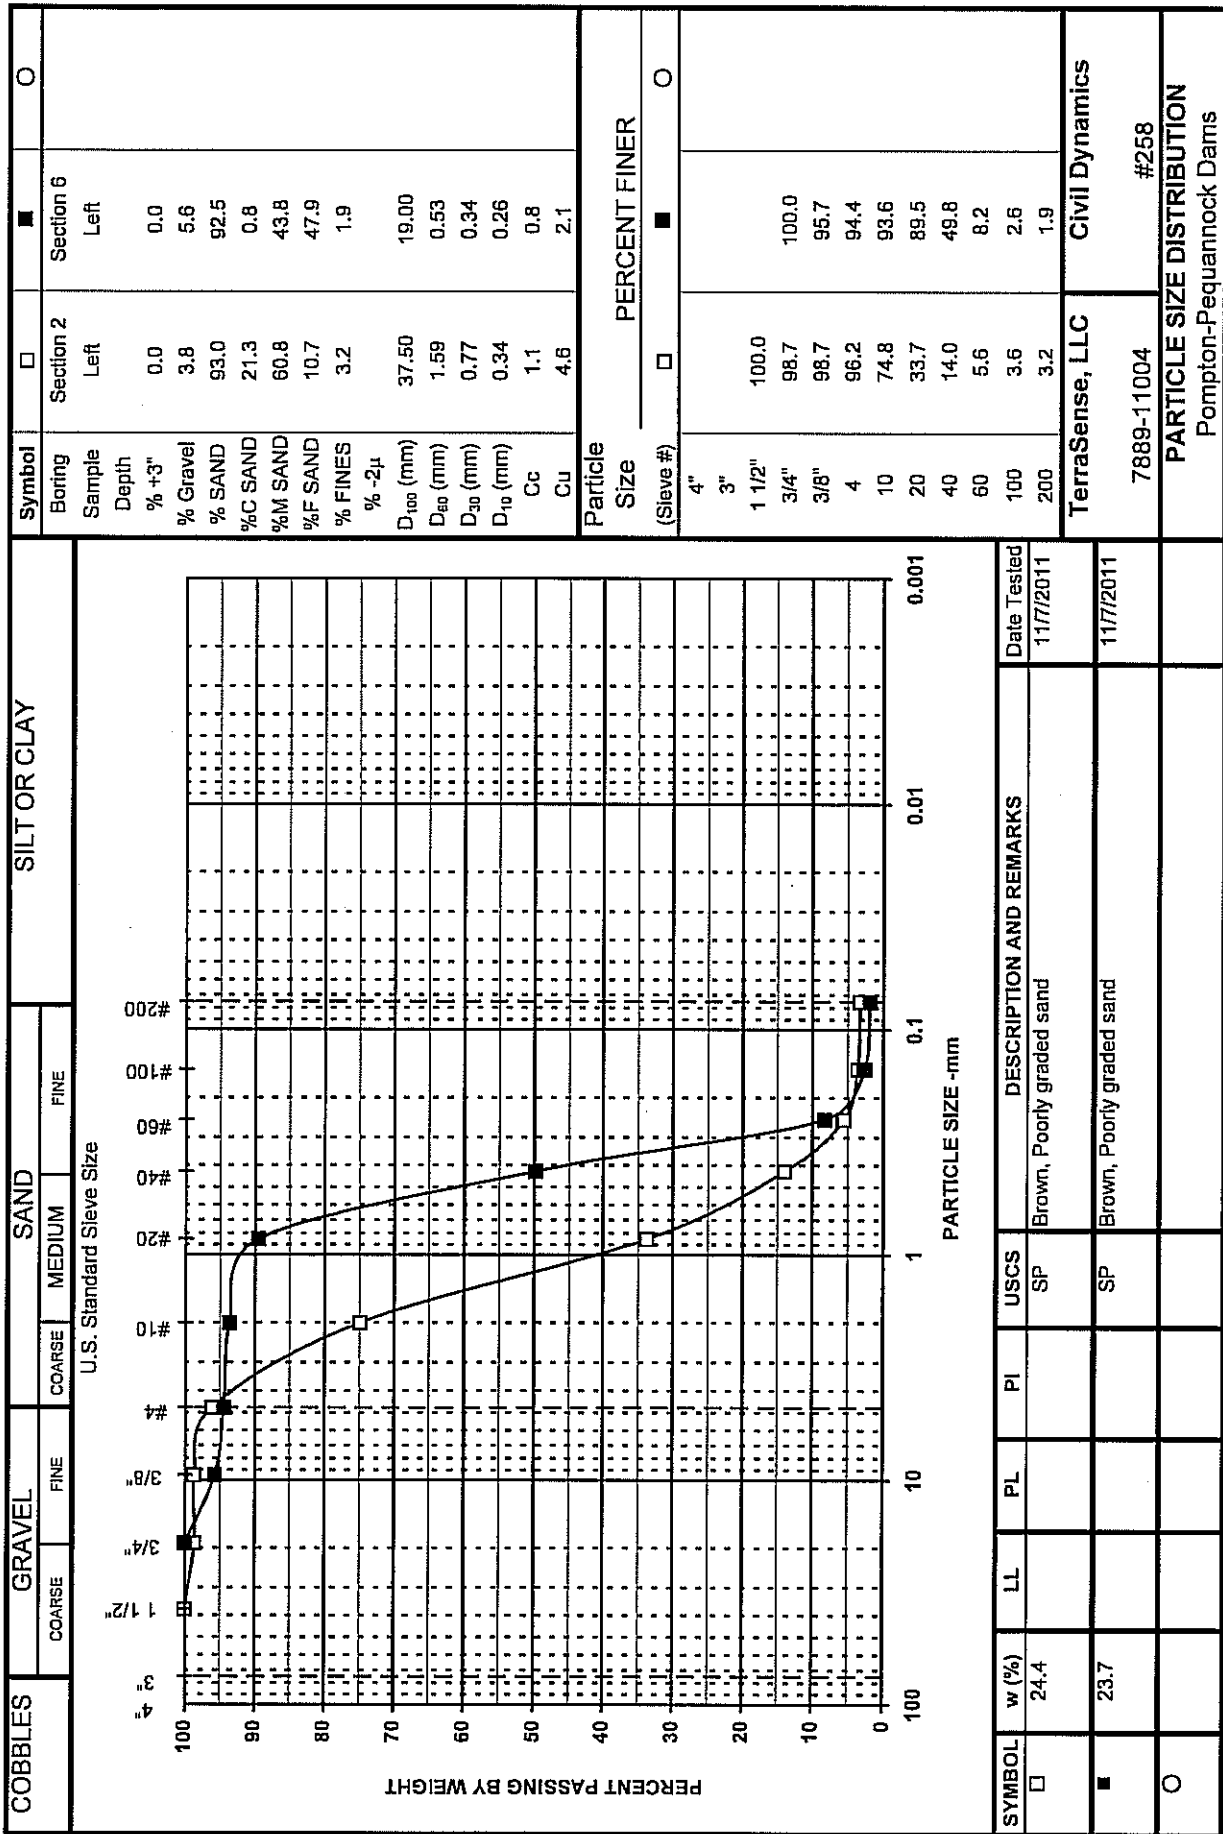 COBBLES GRAVEL SAND SILT OR CLAY
COARSE FINE COARSE MEDIUM FINE
U.S. Standard Sieve Size
4" 3" 1 1/2" 3/4" 3/8" #4 #10 #20 #40 #60 #100 #200
PERCENT PASSING BY WEIGHT
100
90
80
70
60
50
40
30
20
10
0
100 10 1 0.1 0.01 0.001
PARTICLE SIZE -mm
Symbol □ ■ ○
Boring Section 2 Section 6
Sample Left Left
Depth
% +3" 0.0 0.0
% Gravel 3.8 5.6
% SAND 93.0 92.5
%C SAND 21.3 0.8
%M SAND 60.8 43.8
%F SAND 10.7 47.9
% FINES 3.2 1.9
% -2µ
D100 (mm) 37.50 19.00
D60 (mm) 1.59 0.53
D30 (mm) 0.77 0.34
D10 (mm) 0.34 0.26
Cc 1.1 0.8
Cu 4.6 2.1
Particle
Size PERCENT FINER
(Sieve #) □ ■ ○
4"
3"
1 1/2" 100.0
3/4" 98.7 100.0
3/8" 98.7 95.7
4 96.2 94.4
10 74.8 93.6
20 33.7 89.5
40 14.0 49.8
60 5.6 8.2
100 3.6 2.6
200 3.2 1.9
SYMBOL w (%) LL PL PI USCS DESCRIPTION AND REMARKS Date Tested
□ 24.4 SP Brown, Poorly graded sand 11/7/2011
■ 23.7 SP Brown, Poorly graded sand 11/7/2011
○
TerraSense, LLC Civil Dynamics
7889-11004 #258
PARTICLE SIZE DISTRIBUTION
Pompton-Pequannock Dams